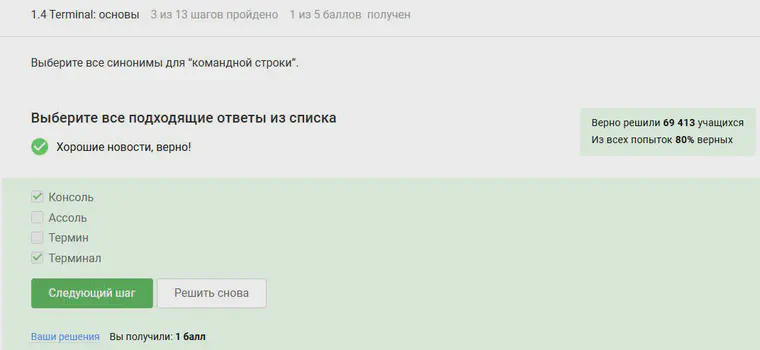 1.4 Terminal: основы 3 из 13 шагов пройдено 1 из 5 баллов получен
Выберите все синонимы для “командной строки”.
Выберите все подходящие ответы из списка
Хорошие новости, верно!
Верно решили 69 413 учащихся
Из всех попыток 80% верных
Консоль
Ассоль
Термин
Терминал
Следующий шаг Решить снова
Ваши решения Вы получили: 1 балл